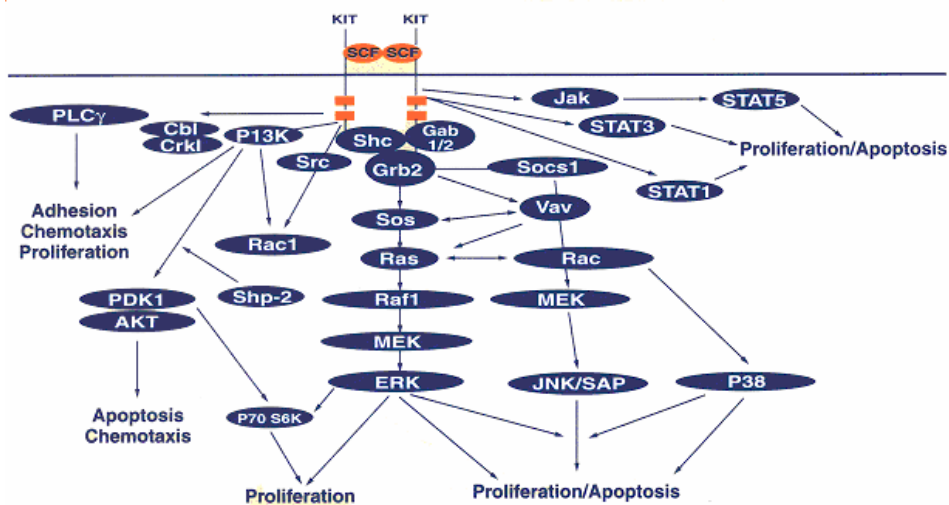 KIT KIT
SCF SCF
PLCγ
Cbl
Crkl
P13K
Src
Shc
Gab
1/2
Grb2
Jak
STAT5
STAT3
STAT1
Proliferation/Apoptosis
Socs1
Vav
Adhesion
Chemotaxis
Proliferation
Rac1
Sos
Ras
Rac
PDK1
AKT
Shp-2
Raf1
MEK
MEK
ERK
JNK/SAP
P38
Apoptosis
Chemotaxis
P70 S6K
Proliferation
Proliferation/Apoptosis